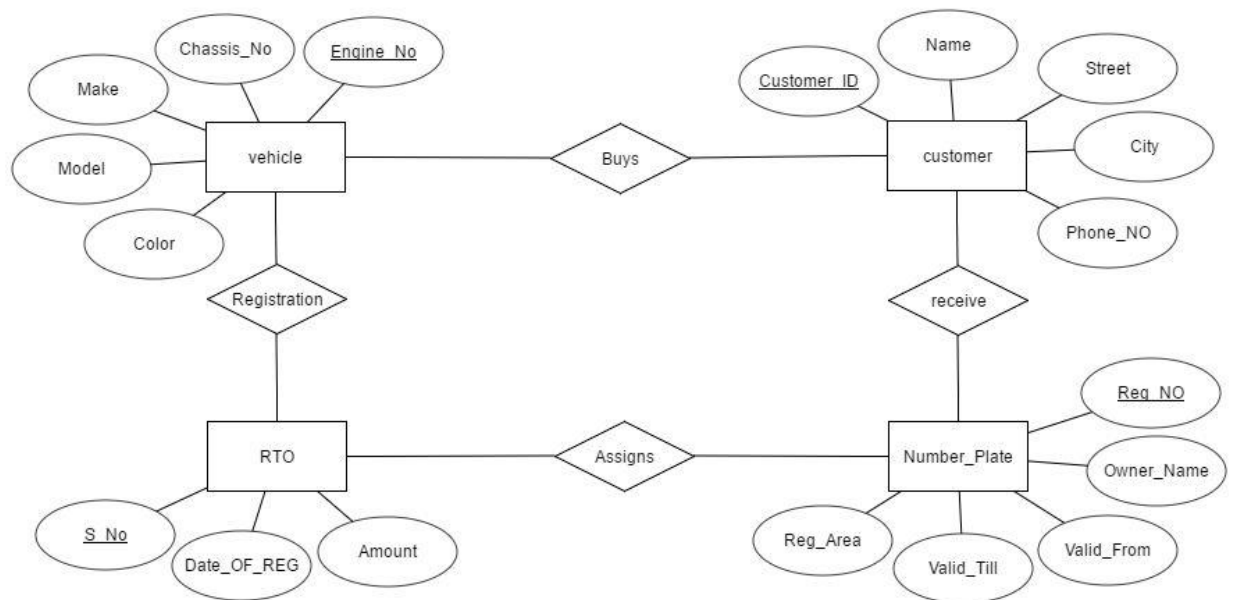 Chassis_No
Engine_No
Name
Make
Customer_ID
Street
vehicle
Buys
customer
City
Model
Color
Phone_NO
Registration
receive
Reg_NO
RTO
Assigns
Number_Plate
Owner_Name
S_No
Date_OF_REG
Amount
Reg_Area
Valid_Till
Valid_From